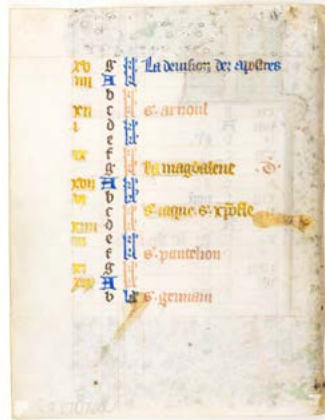 xv g La deuision des apostres
iiii A
b
xii c s. arnoul
i d
e
ix f
g la magdalene
xvii A
vi b
c s. iaque s. xpofle
xiiii d
iii e
f s. pantelion
xi g
xix A
b s. germain